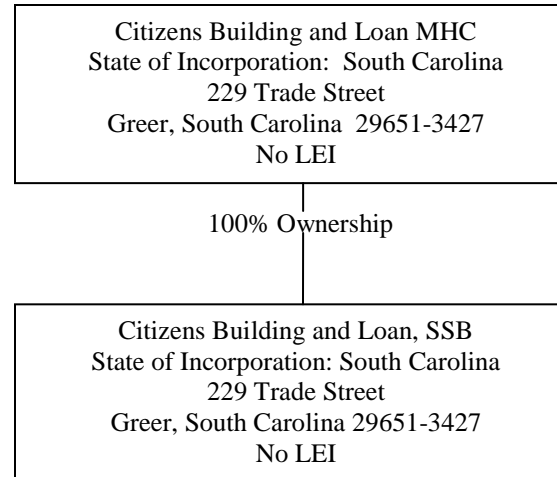 Citizens Building and Loan MHC
State of Incorporation:  South Carolina
229 Trade Street
Greer, South Carolina  29651-3427
No LEI
100% Ownership
Citizens Building and Loan, SSB
State of Incorporation: South Carolina
229 Trade Street
Greer, South Carolina 29651-3427
No LEI